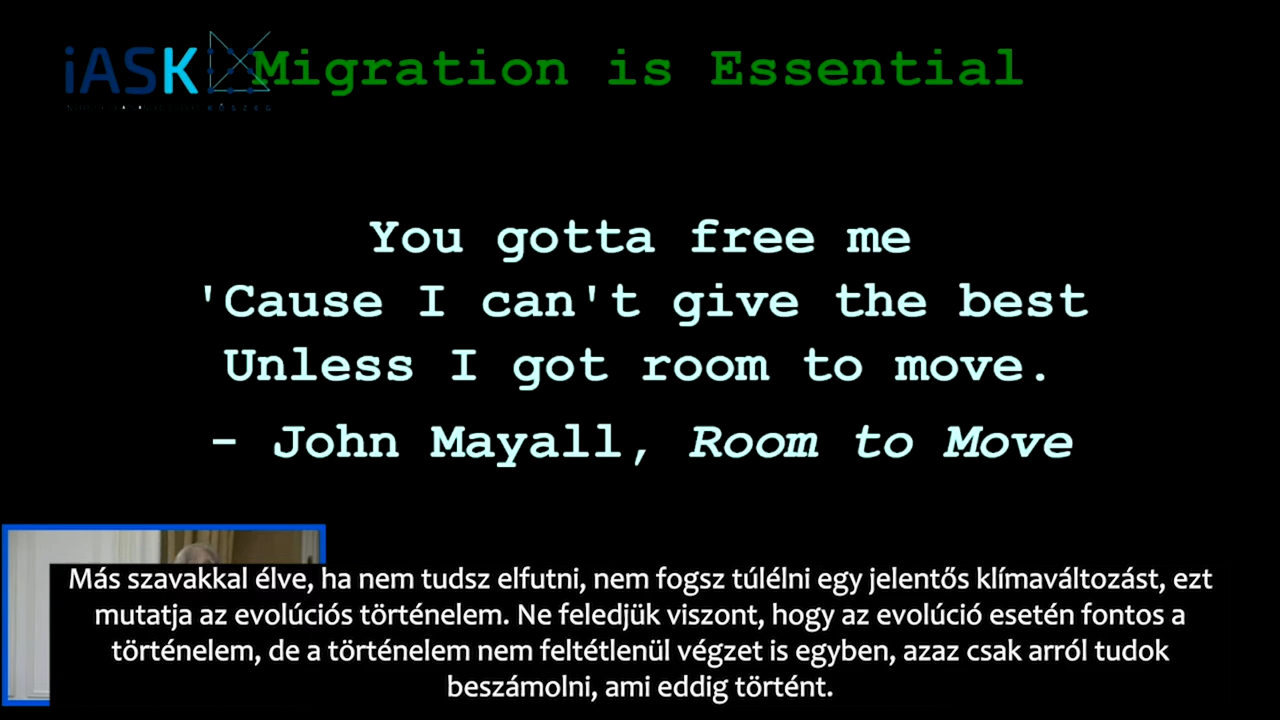 iASK
Migration is Essential
KŐSZEG
You gotta free me
'Cause I can't give the best
Unless I got room to move.
– John Mayall, Room to Move
Más szavakkal élve, ha nem tudsz elfutni, nem fogsz túlélni egy jelentős klímaváltozást, ezt
mutatja az evolúciós történelem. Ne feledjük viszont, hogy az evolúció esetén fontos a
történelem, de a történelem nem feltétlenül végzet is egyben, azaz csak arról tudok
beszámolni, ami eddig történt.